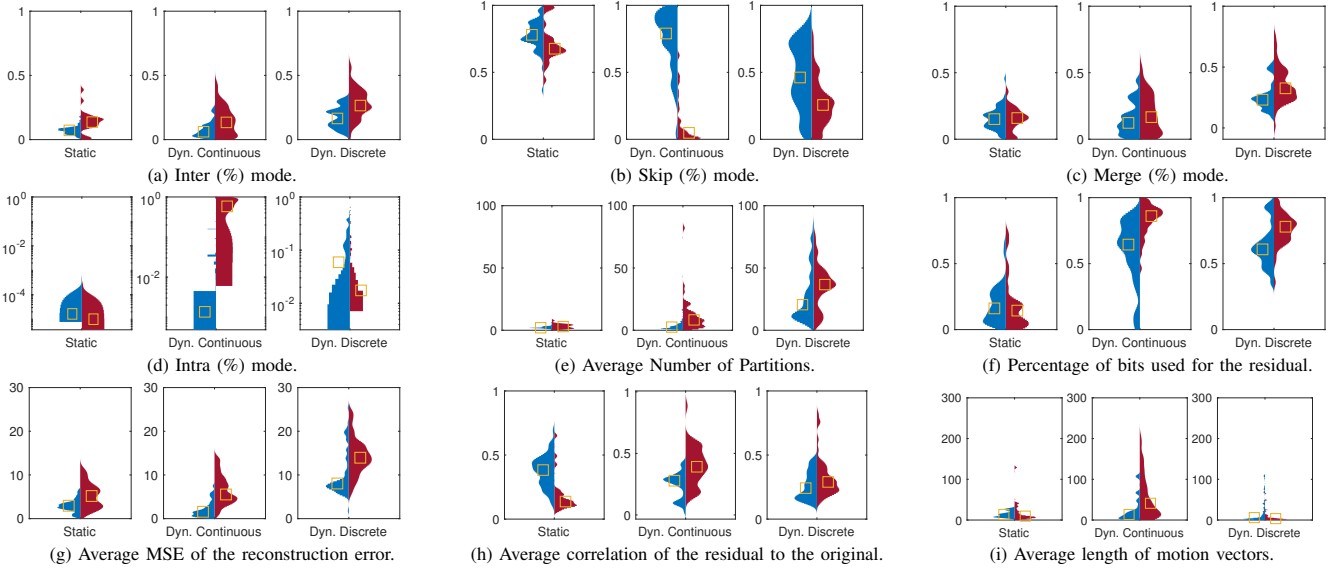 1
0.5
0
Static
1
0.5
0
Dyn. Continuous
1
0.5
0
Dyn. Discrete
(a) Inter (%) mode.
1
0.5
0
Static
1
0.5
0
Dyn. Continuous
1
0.5
0
Dyn. Discrete
(b) Skip (%) mode.
1
0.5
0
Static
1
0.5
0
Dyn. Continuous
1
0.5
0
Dyn. Discrete
(c) Merge (%) mode.
10^0
10^-2
10^-4
Static
10^0
10^-2
Dyn. Continuous
10^0
10^-1
10^-2
Dyn. Discrete
(d) Intra (%) mode.
100
50
0
Static
100
50
0
Dyn. Continuous
100
50
0
Dyn. Discrete
(e) Average Number of Partitions.
1
0.5
0
Static
1
0.5
0
Dyn. Continuous
1
0.5
0
Dyn. Discrete
(f) Percentage of bits used for the residual.
30
20
10
0
Static
30
20
10
0
Dyn. Continuous
30
20
10
0
Dyn. Discrete
(g) Average MSE of the reconstruction error.
1
0.5
0
Static
1
0.5
0
Dyn. Continuous
1
0.5
0
Dyn. Discrete
(h) Average correlation of the residual to the original.
300
200
100
0
Static
300
200
100
0
Dyn. Continuous
300
200
100
0
Dyn. Discrete
(i) Average length of motion vectors.